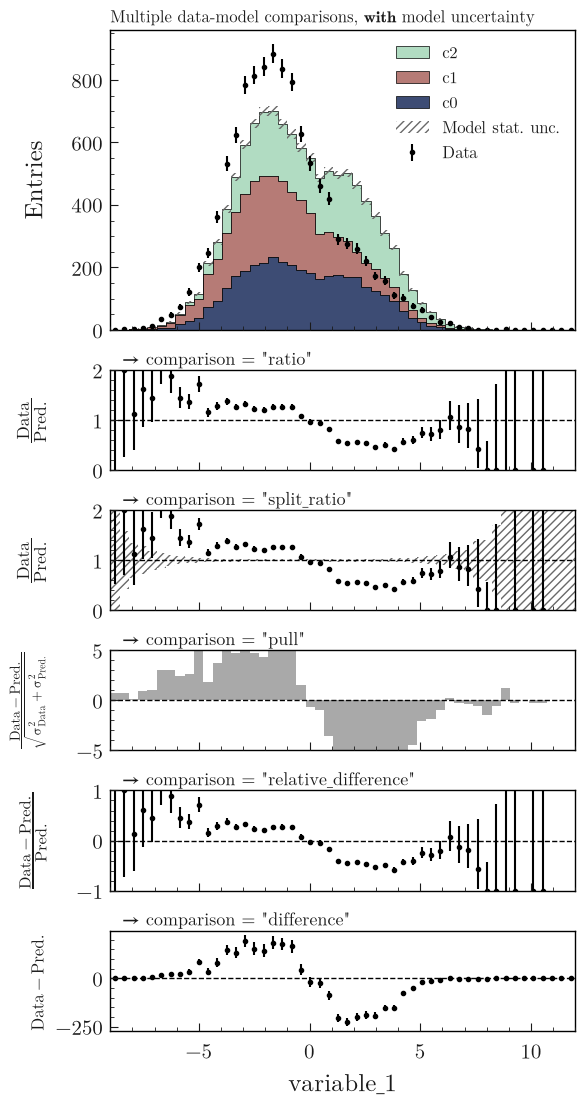 Multiple data-model comparisons, with model uncertainty
Entries
800
600
400
200
0
c2
c1
c0
Model stat. unc.
Data
→ comparison = "ratio"
Data
Pred.
2
1
0
→ comparison = "split_ratio"
Data
Pred.
2
1
0
→ comparison = "pull"
Data − Pred.
√σ²Data + σ²Pred.
5
0
−5
→ comparison = "relative_difference"
Data − Pred.
Pred.
1
0
−1
→ comparison = "difference"
Data − Pred.
0
−250
−5 0 5 10
variable_1